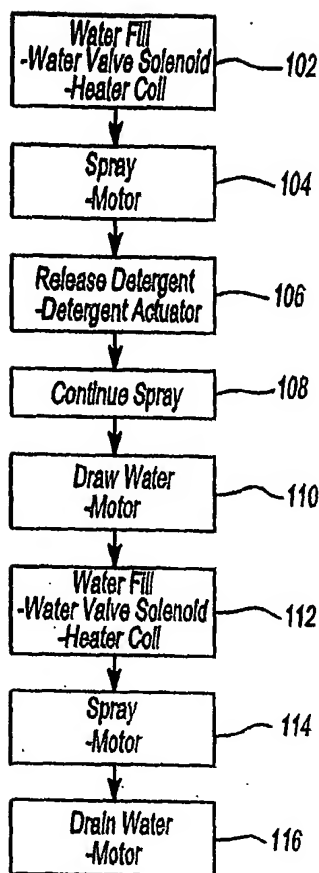 Water Fill
-Water Valve Solenoid
-Heater Coil
102
Spray
-Motor
104
Release Detergent
-Detergent Actuator
106
Continue Spray
108
Draw Water
-Motor
110
Water Fill
-Water Valve Solenoid
-Heater Coil
112
Spray
-Motor
114
Drain Water
-Motor
116